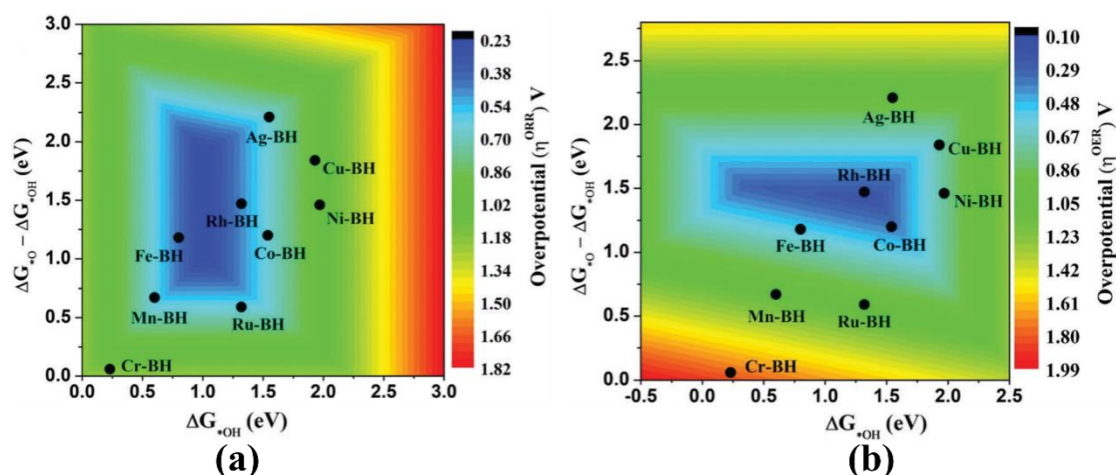 ΔG*O − ΔG*OH (eV)
3.0
2.5
2.0
1.5
1.0
0.5
0.0
Ag-BH
Cu-BH
Rh-BH
Ni-BH
Fe-BH
Co-BH
Mn-BH
Ru-BH
Cr-BH
0.0 0.5 1.0 1.5 2.0 2.5 3.0
ΔG*OH (eV)
0.23
0.38
0.54
0.70
0.86
1.02
1.18
1.34
1.50
1.66
1.82
Overpotential (ηORR) V
(a)
ΔG*O − ΔG*OH (eV)
2.5
2.0
1.5
1.0
0.5
0.0
Ag-BH
Cu-BH
Rh-BH
Ni-BH
Fe-BH
Co-BH
Mn-BH
Ru-BH
Cr-BH
-0.5 0.0 0.5 1.0 1.5 2.0 2.5
ΔG*OH (eV)
0.10
0.29
0.48
0.67
0.86
1.05
1.24
1.42
1.61
1.80
1.99
Overpotential (ηOER) V
(b)